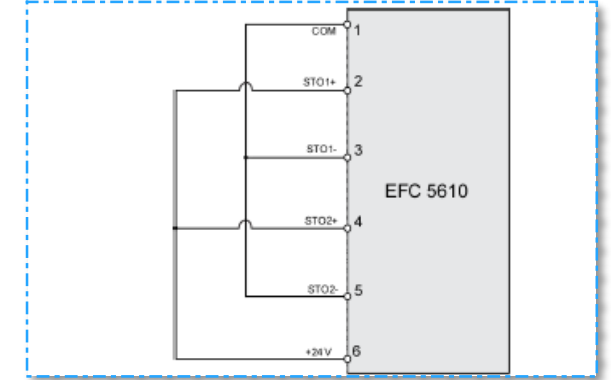 COM 1
STO1+ 2
STO1- 3
EFC 5610
STO2+ 4
STO2- 5
+24V 6